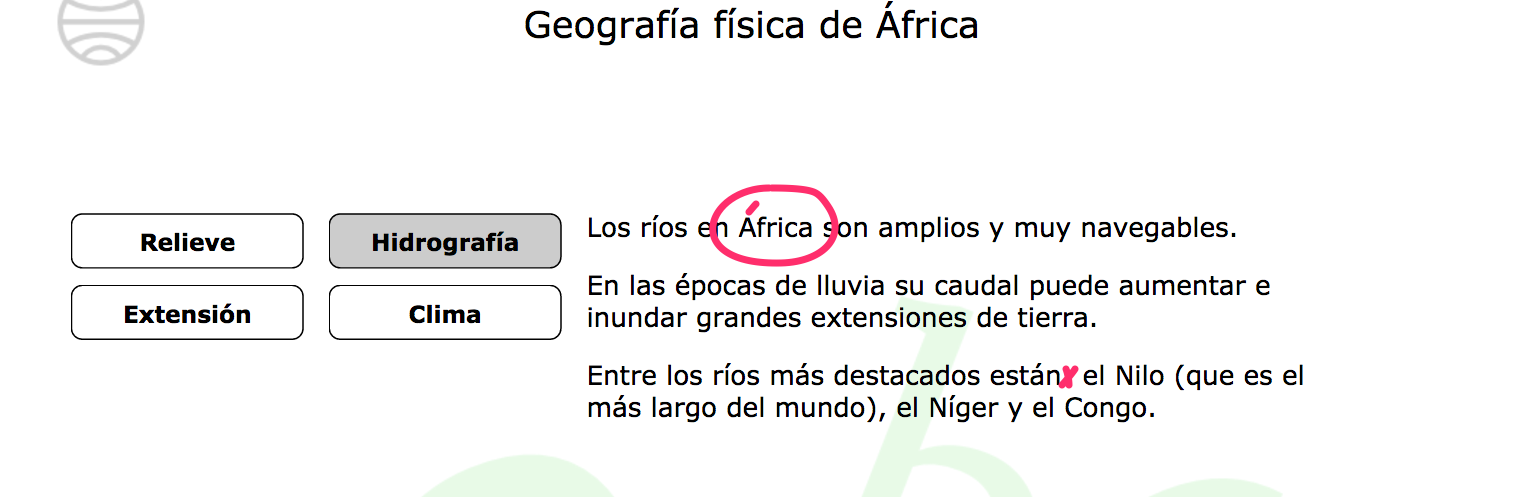 Geografía física de África
Relieve
Hidrografía
Extensión
Clima
Los ríos en África son amplios y muy navegables.
En las épocas de lluvia su caudal puede aumentar e
inundar grandes extensiones de tierra.
Entre los ríos más destacados están el Nilo (que es el
más largo del mundo), el Níger y el Congo.